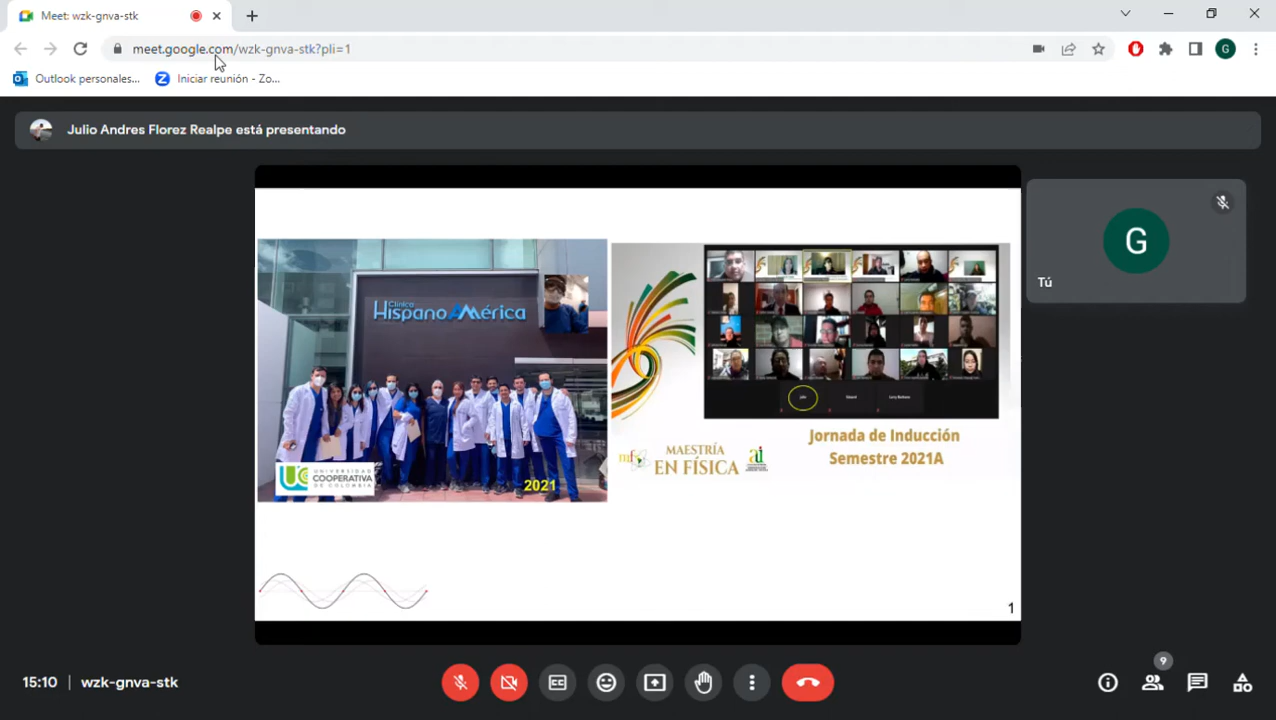 Meet: wzk-gnva-stk
meet.google.com/wzk-gnva-stk?pli=1
G
Outlook personales...
Iniciar reunión - Zo...
Julio Andres Florez Realpe está presentando
Clínica
HispanoAmérica
UNIVERSIDAD
COOPERATIVA
DE COLOMBIA
2021
MAESTRÍA
EN FÍSICA
Jornada de Inducción
Semestre 2021A
1
G
Tú
15:10 | wzk-gnva-stk
CC
9